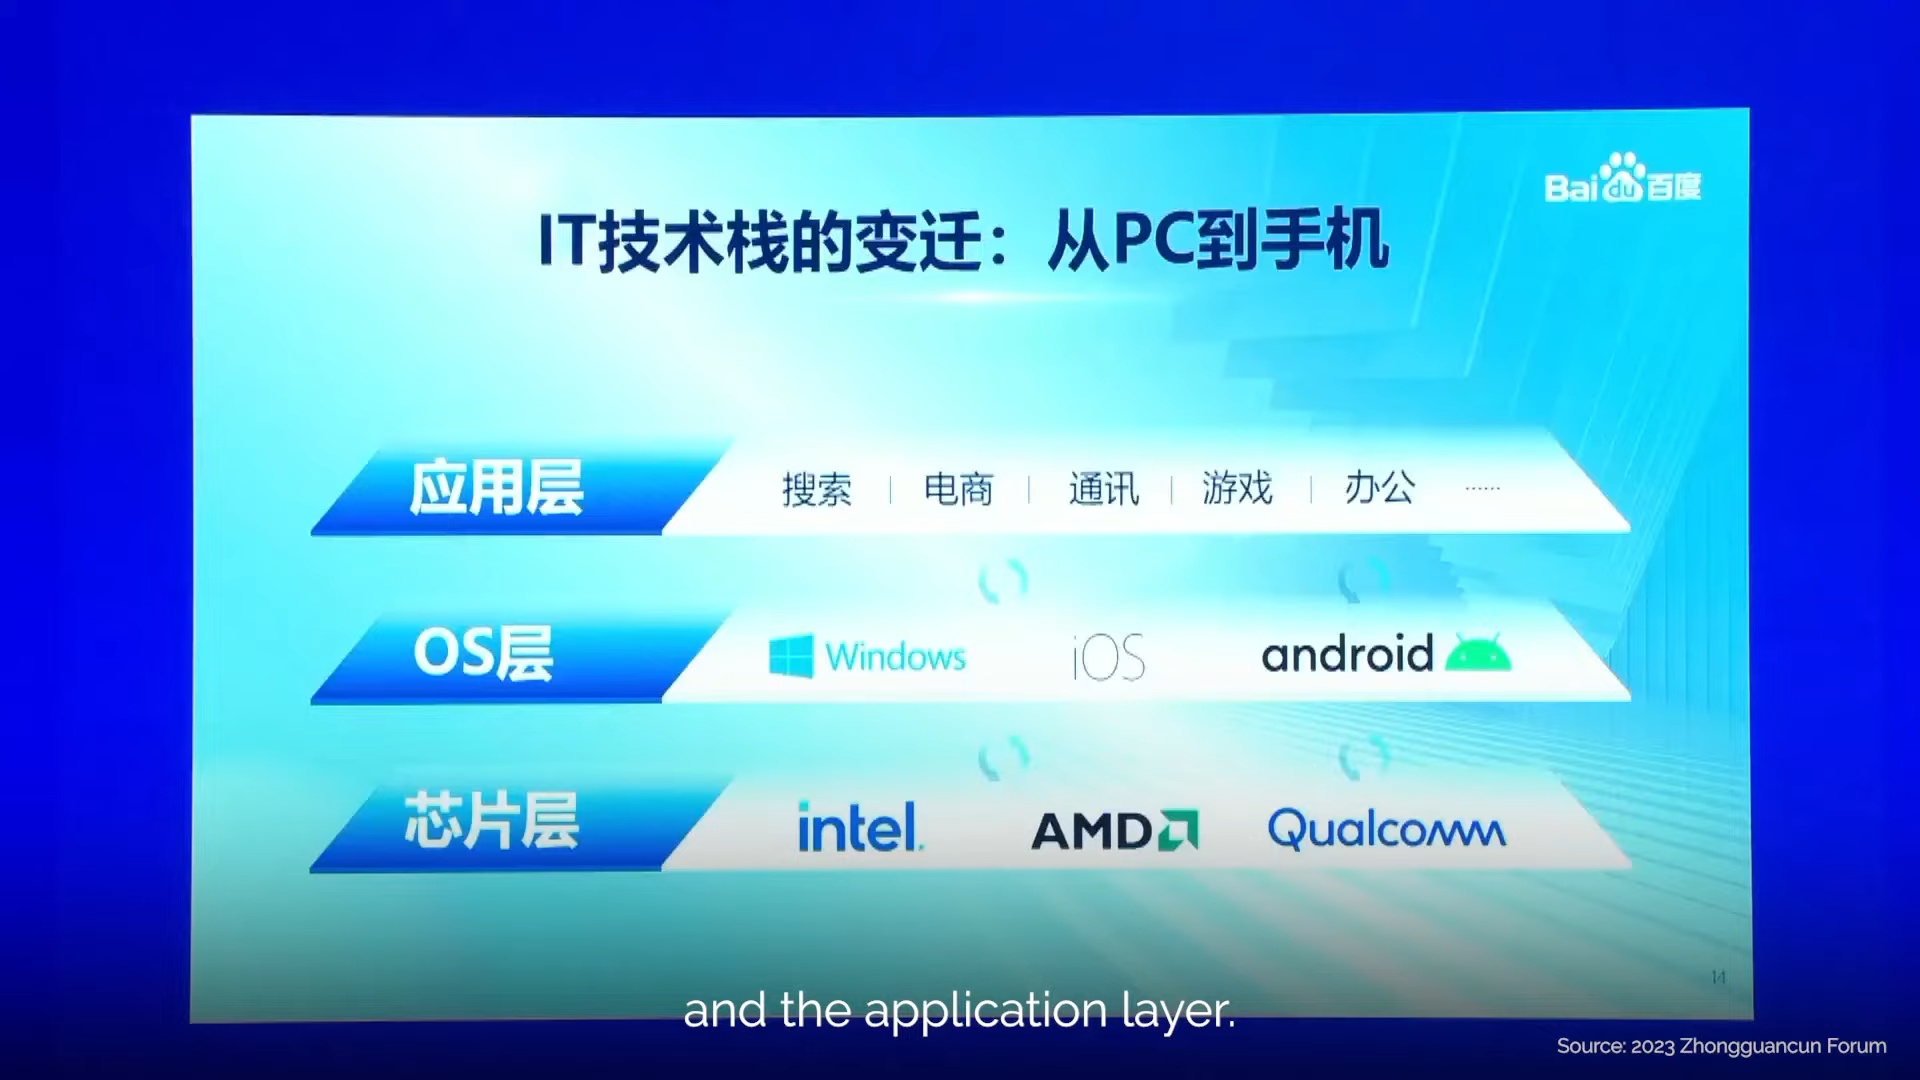 Bai du 百度
IT技术栈的变迁：从PC到手机
应用层 搜索 | 电商 | 通讯 | 游戏 | 办公 ······
OS层 Windows iOS android
芯片层 intel. AMD Qualcomm
14
and the application layer.
Source: 2023 Zhongguancun Forum